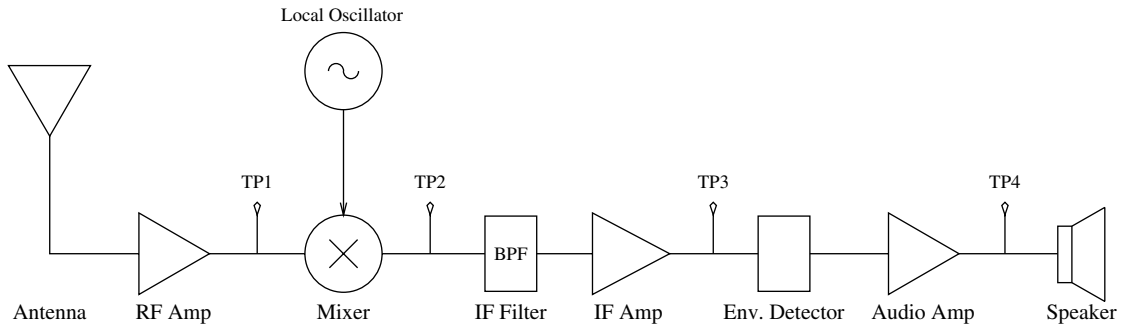 Local Oscillator
TP1
TP2
TP3
TP4
BPF
Antenna
RF Amp
Mixer
IF Filter
IF Amp
Env. Detector
Audio Amp
Speaker